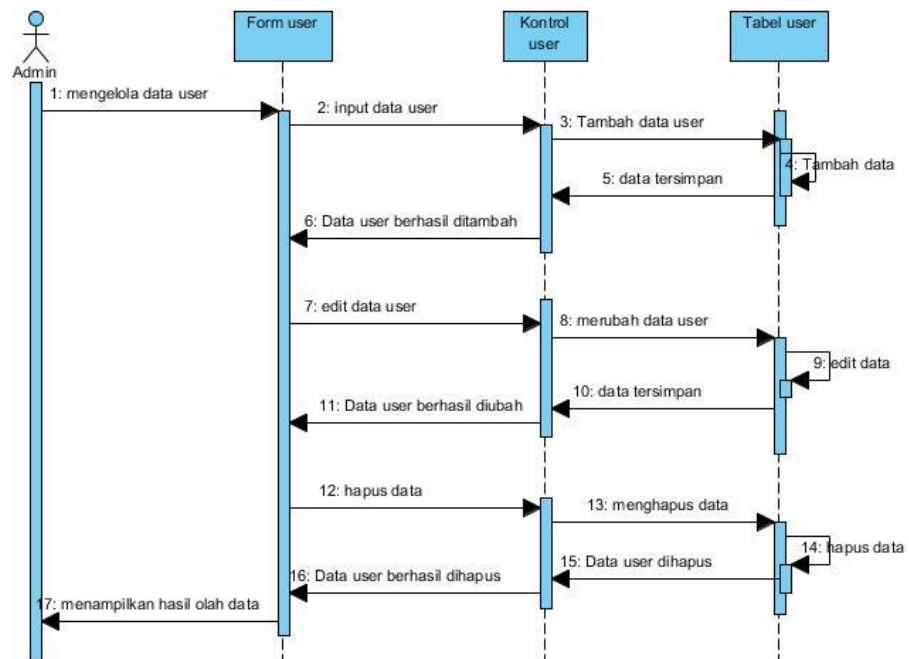 Form user
Kontrol
user
Tabel user
Admin
1: mengelola data user
2: input data user
3: Tambah data user
4: Tambah data
5: data tersimpan
6: Data user berhasil ditambah
7: edit data user
8: merubah data user
9: edit data
10: data tersimpan
11: Data user berhasil diubah
12: hapus data
13: menghapus data
14: hapus data
15: Data user dihapus
16: Data user berhasil dihapus
17: menampilkan hasil olah data